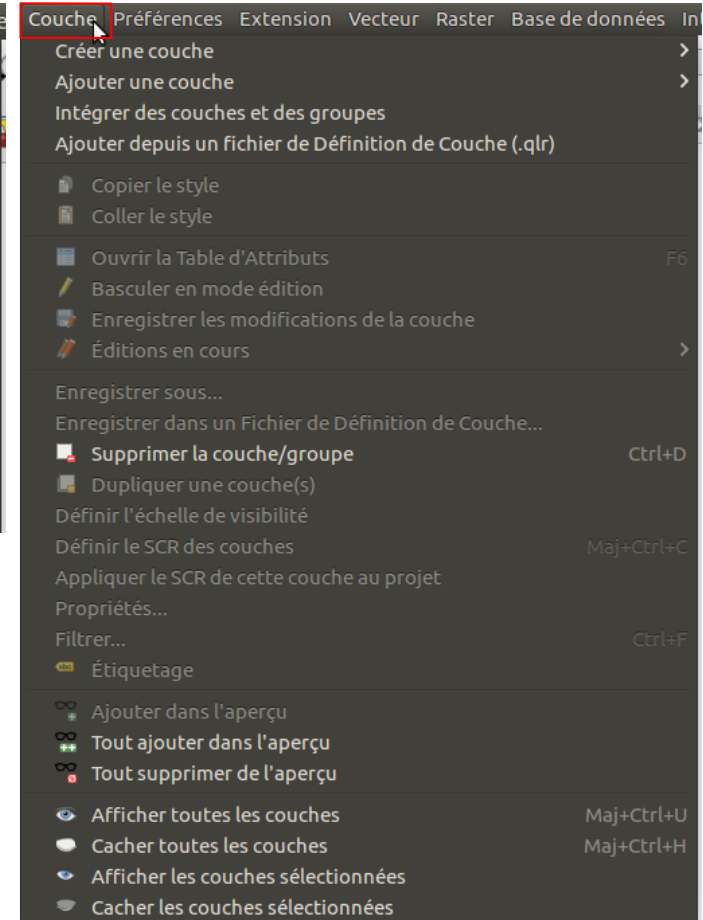 Couche Préférences Extension Vecteur Raster Base de données
Créer une couche
Ajouter une couche
Intégrer des couches et des groupes
Ajouter depuis un fichier de Définition de Couche (.qlr)
Copier le style
Coller le style
Ouvrir la Table d'Attributs F6
Basculer en mode édition
Enregistrer les modifications de la couche
Éditions en cours
Enregistrer sous...
Enregistrer dans un Fichier de Définition de Couche...
Supprimer la couche/groupe Ctrl+D
Dupliquer une couche(s)
Définir l'échelle de visibilité
Définir le SCR des couches Maj+Ctrl+C
Appliquer le SCR de cette couche au projet
Propriétés...
Filtrer... Ctrl+F
abc Étiquetage
Ajouter dans l'aperçu
Tout ajouter dans l'aperçu
Tout supprimer de l'aperçu
Afficher toutes les couches Maj+Ctrl+U
Cacher toutes les couches Maj+Ctrl+H
Afficher les couches sélectionnées
Cacher les couches sélectionnées